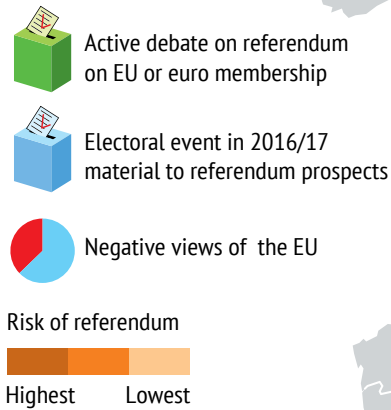 Active debate on referendum
on EU or euro membership
Electoral event in 2016/17
material to referendum prospects
Negative views of the EU
Risk of referendum
Highest Lowest